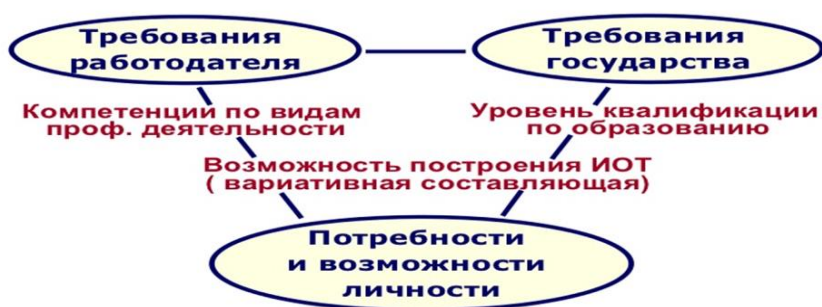 Требования
работодателя
Требования
государства
Компетенции по видам
проф. деятельности
Уровень квалификации
по образованию
Возможность построения ИОТ
( вариативная составляющая)
Потребности
и возможности
личности